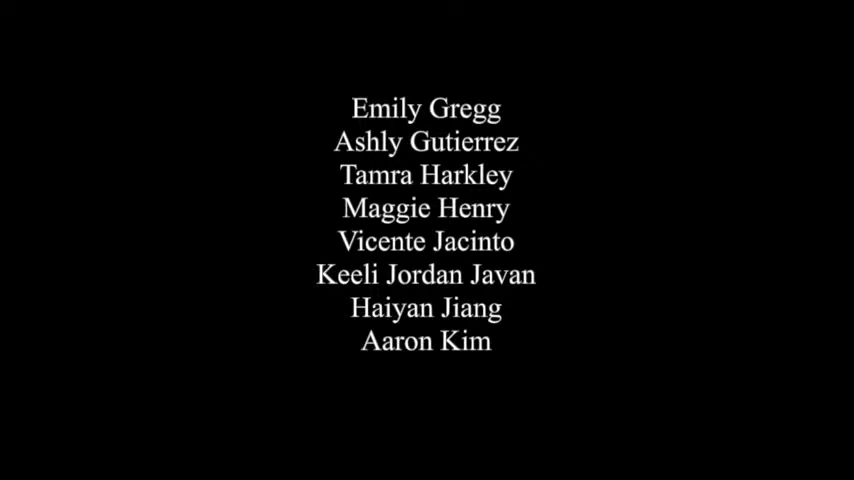 Emily Gregg
Ashly Gutierrez
Tamra Harkley
Maggie Henry
Vicente Jacinto
Keeli Jordan Javan
Haiyan Jiang
Aaron Kim